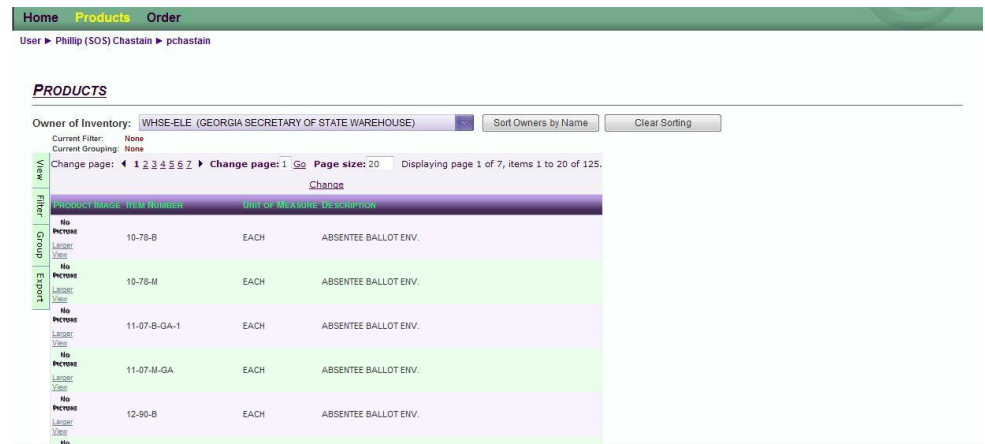 Home Products Order
User ► Phillip (SOS) Chastain ► pchastain
PRODUCTS
Owner of Inventory: WHSE-ELE (GEORGIA SECRETARY OF STATE WAREHOUSE) Sort Owners by Name Clear Sorting
Current Filter: None
Current Grouping: None
View
Filter
Group
Export
Change page: 1 2 3 4 5 6 7 Change page: 1 Go Page size: 20 Displaying page 1 of 7, items 1 to 20 of 125.
Change
PRODUCT IMAGE ITEM NUMBER UNIT OF MEASURE DESCRIPTION
No
PICTURE
Larger
View
10-78-B EACH ABSENTEE BALLOT ENV.
No
PICTURE
Larger
View
10-78-M EACH ABSENTEE BALLOT ENV.
No
PICTURE
Larger
View
11-07-B-GA-1 EACH ABSENTEE BALLOT ENV.
No
PICTURE
Larger
View
11-07-M-GA EACH ABSENTEE BALLOT ENV.
No
PICTURE
Larger
View
12-90-B EACH ABSENTEE BALLOT ENV.
No